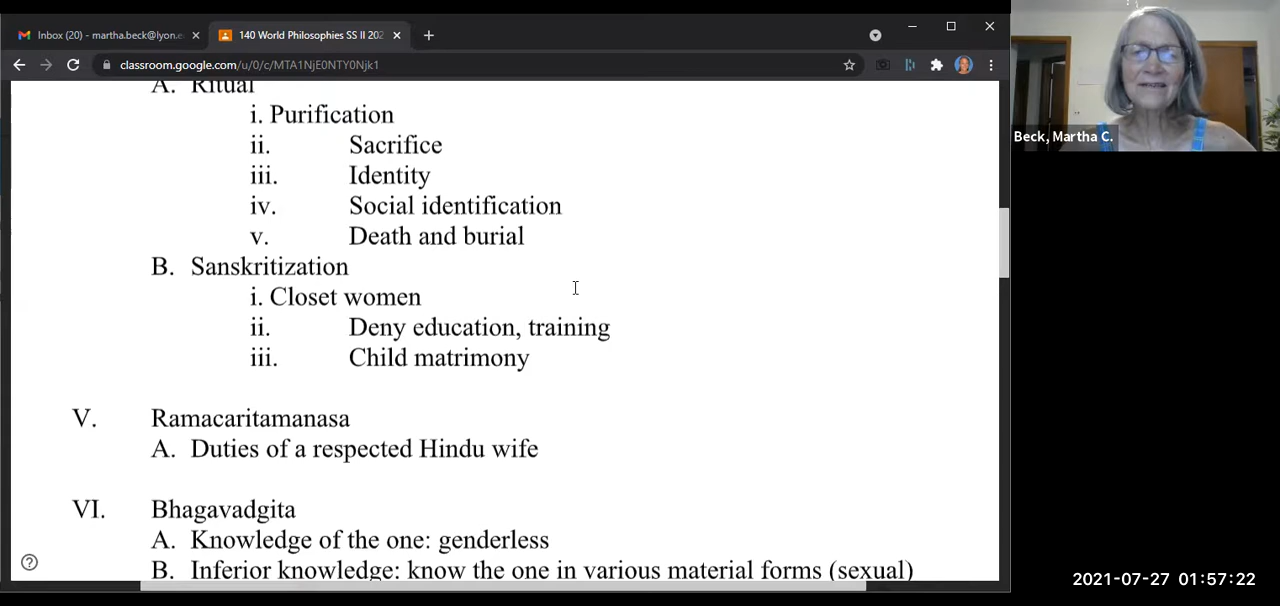 Inbox (20) - martha.beck@lyon.e
140 World Philosophies SS II 202
classroom.google.com/u/0/c/MTA1NjE0NTY0Njk1
Beck, Martha C.
A. Ritual
i. Purification
ii. Sacrifice
iii. Identity
iv. Social identification
v. Death and burial
B. Sanskritization
i. Closet women
ii. Deny education, training
iii. Child matrimony
V. Ramacaritamanasa
A. Duties of a respected Hindu wife
VI. Bhagavadgita
A. Knowledge of the one: genderless
B. Inferior knowledge: know the one in various material forms (sexual)
2021-07-27 01:57:22